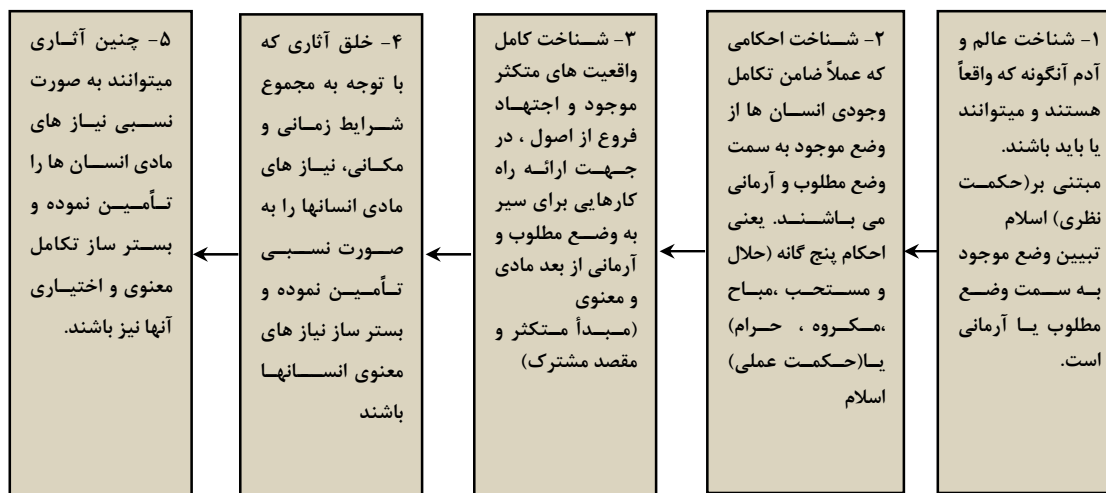 ۱- شناخت عالم و
آدم آنگونه که واقعاً
هستند و میتوانند
یا باید باشند.
مبتنی بر(حکمت
نظری) اسلام
تبیین وضع موجود
به سمت وضع
مطلوب یا آرمانی
است.
۲- شناخت احکامی
که عملاً ضامن تکامل
وجودی انسان ها از
وضع موجود به سمت
وضع مطلوب و آرمانی
می باشند. یعنی
احکام پنج گانه (حلال
و مستحب ،مباح
،مکروه ، حرام)
یا(حکمت عملی)
اسلام
۳- شناخت کامل
واقعیت های متکثر
موجود و اجتهاد
فروع از اصول ، در
جهت ارائه راه
کارهایی برای سیر
به وضع مطلوب و
آرمانی از بعد مادی
و معنوی
(مبدأ متکثر و
مقصد مشترک)
۴- خلق آثاری که
با توجه به مجموع
شرایط زمانی و
مکانی، نیاز های
مادی انسانها را به
صورت نسبی
تأمین نموده و
بستر ساز نیاز های
معنوی انسانها
باشند
۵- چنین آثاری
میتوانند به صورت
نسبی نیاز های
مادی انسان ها را
تأمین نموده و
بستر ساز تکامل
معنوی و اختیاری
آنها نیز باشند.